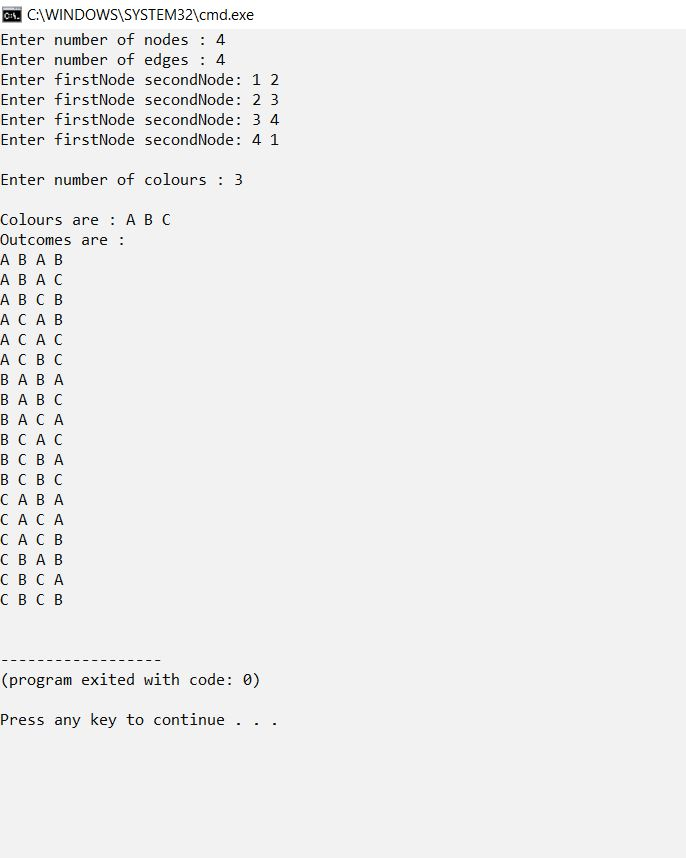 C:\WINDOWS\SYSTEM32\cmd.exe
Enter number of nodes : 4
Enter number of edges : 4
Enter firstNode secondNode: 1 2
Enter firstNode secondNode: 2 3
Enter firstNode secondNode: 3 4
Enter firstNode secondNode: 4 1
Enter number of colours : 3
Colours are : A B C
Outcomes are :
A B A B
A B A C
A B C B
A C A B
A C A C
A C B C
B A B A
B A B C
B A C A
B C A C
B C B A
B C B C
C A B A
C A C A
C A C B
C B A B
C B C A
C B C B
------------------
(program exited with code: 0)
Press any key to continue . . .